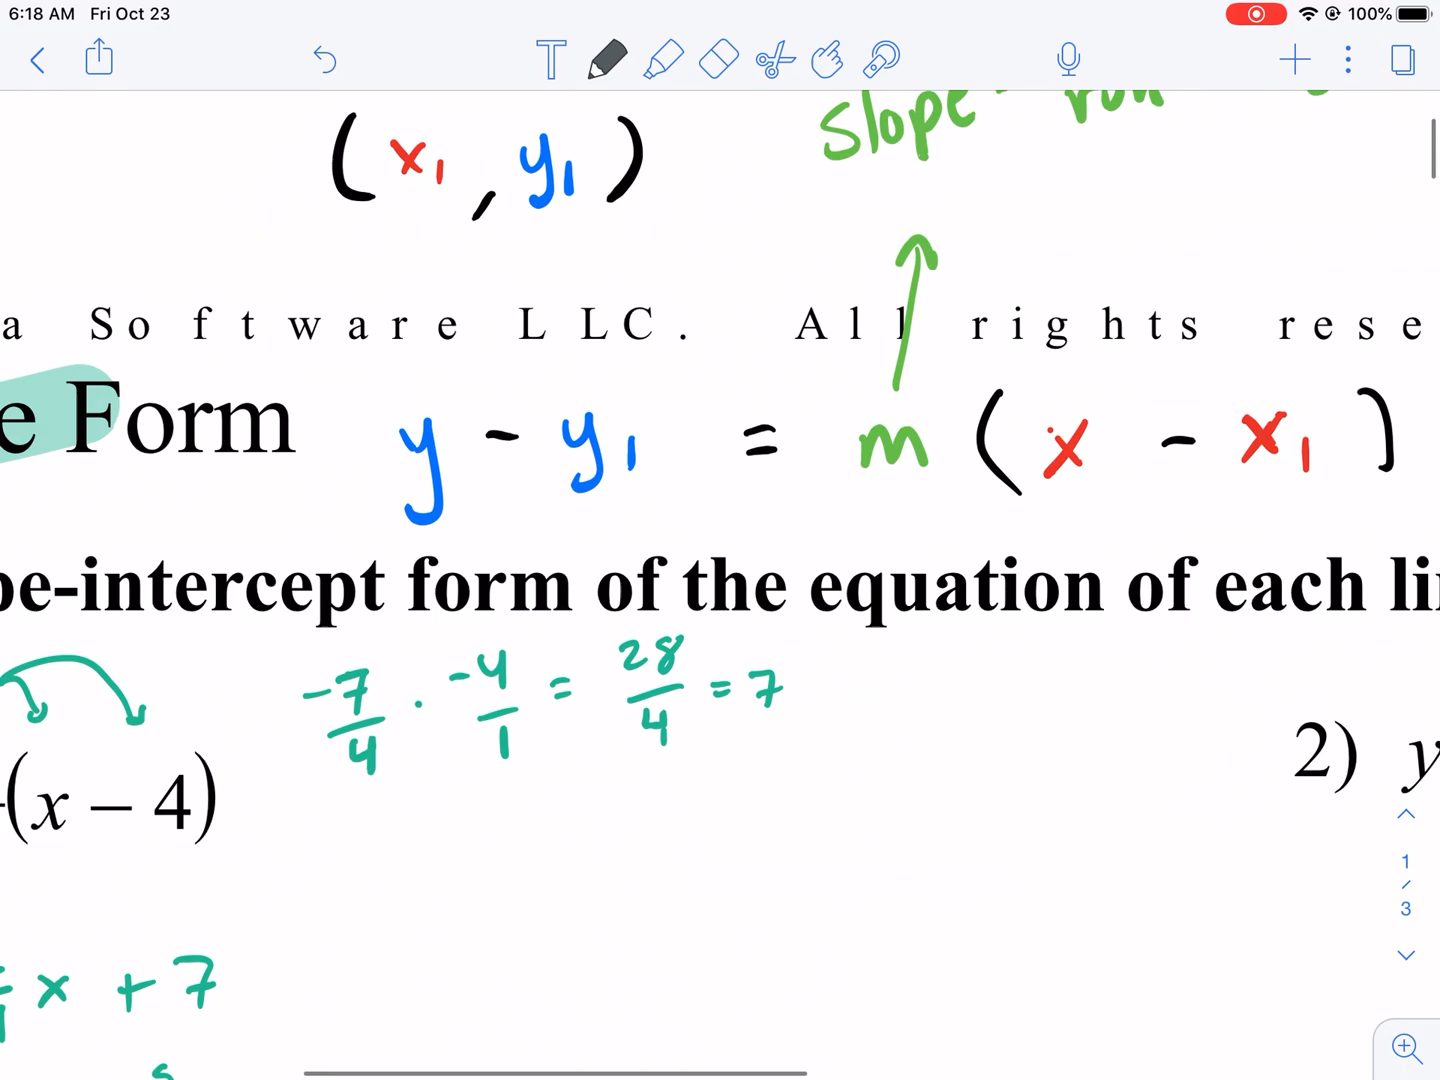 6:18 AM Fri Oct 23 100%
T
slope
(x₁, y₁)
a Software LLC. All rights rese
e Form y - y₁ = m(x - x₁)
pe-intercept form of the equation of each li
-7/4 · -4/1 = 28/4 = 7
2) y
(x – 4)
1
/
3
x + 7